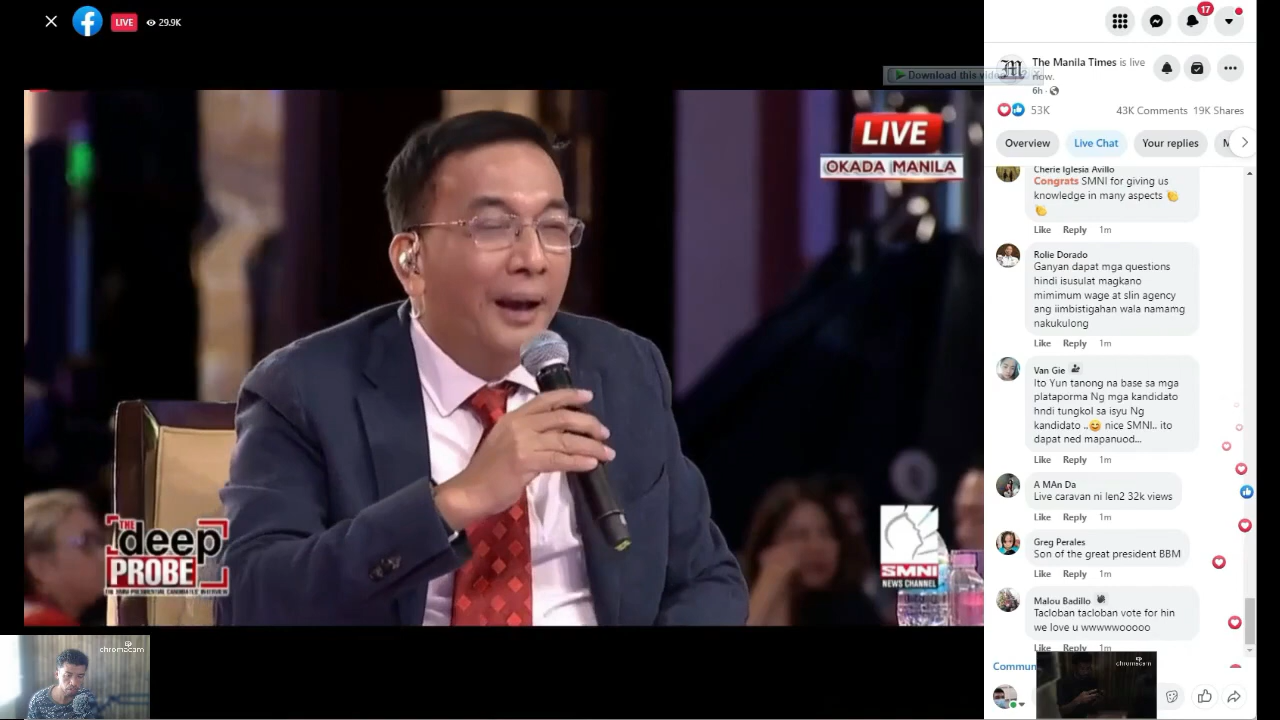 LIVE
29.9K
17
LIVE
OKADA MANILA
THE
deep
PROBE
SMNI
NEWS CHANNEL
chromacam
Download this
The Manila Times is live
now.
6h
53K
43K Comments 19K Shares
Overview
Live Chat
Your replies
M
Cherie Iglesia Avillo
Congrats SMNI for giving us
knowledge in many aspects 👏
👏
Like Reply 1m
Rolie Dorado
Ganyan dapat mga questions
hindi isusulat magkano
mimimum wage at slin agency
ang iimbistigahan wala namamg
nakukulong
Like Reply 1m
Van Gie
Ito Yun tanong na base sa mga
plataporma Ng mga kandidato
hndi tungkol sa isyu Ng
kandidato ..😊 nice SMNI.. ito
dapat ned mapanuod...
Like Reply 1m
A MAn Da
Live caravan ni len2 32k views
Like Reply 1m
Greg Perales
Son of the great president BBM
Like Reply 1m
Malou Badillo
Tacloban tacloban vote for hin
we love u wwwwwooooo
Like Reply 1m
Commun
chromacam